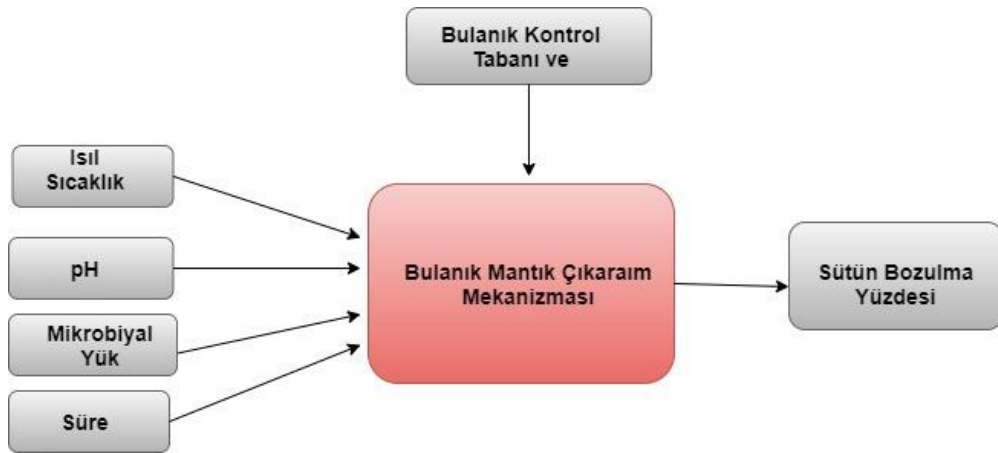 Bulanık Kontrol
Tabanı ve
Isıl
Sıcaklık
pH
Mikrobiyal
Yük
Süre
Bulanık Mantık Çıkaraım
Mekanizması
Sütün Bozulma
Yüzdesi